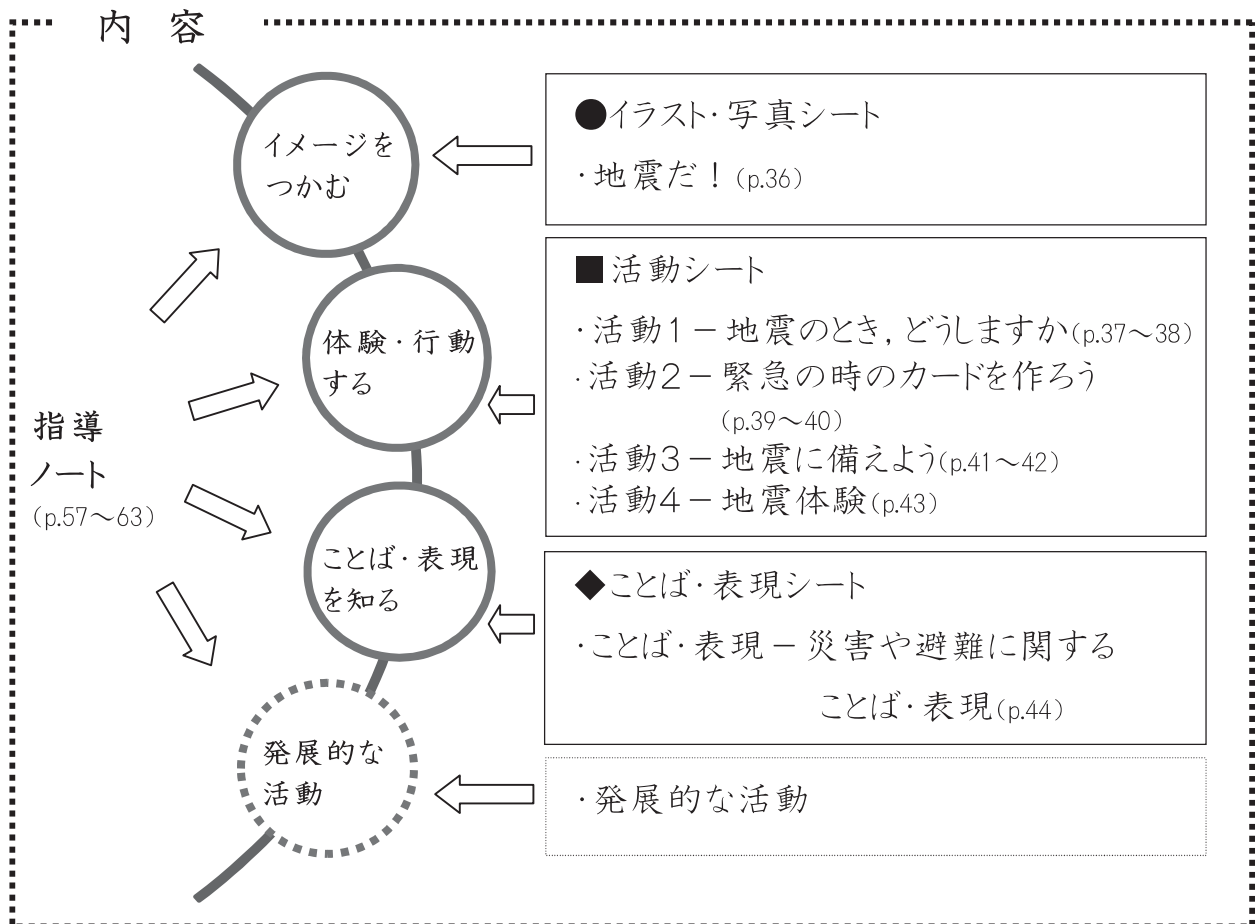 内 容
イメージを
つかむ
●イラスト・写真シート
・地震だ！(p.36)
体験・行動
する
■活動シート
・活動1－地震のとき，どうしますか(p.37～38)
・活動2－緊急の時のカードを作ろう
(p.39～40)
・活動3－地震に備えよう(p.41～42)
・活動4－地震体験(p.43)
指導
ノート
(p.57～63)
ことば・表現
を知る
◆ことば・表現シート
・ことば・表現－災害や避難に関する
ことば・表現(p.44)
発展的な
活動
・発展的な活動